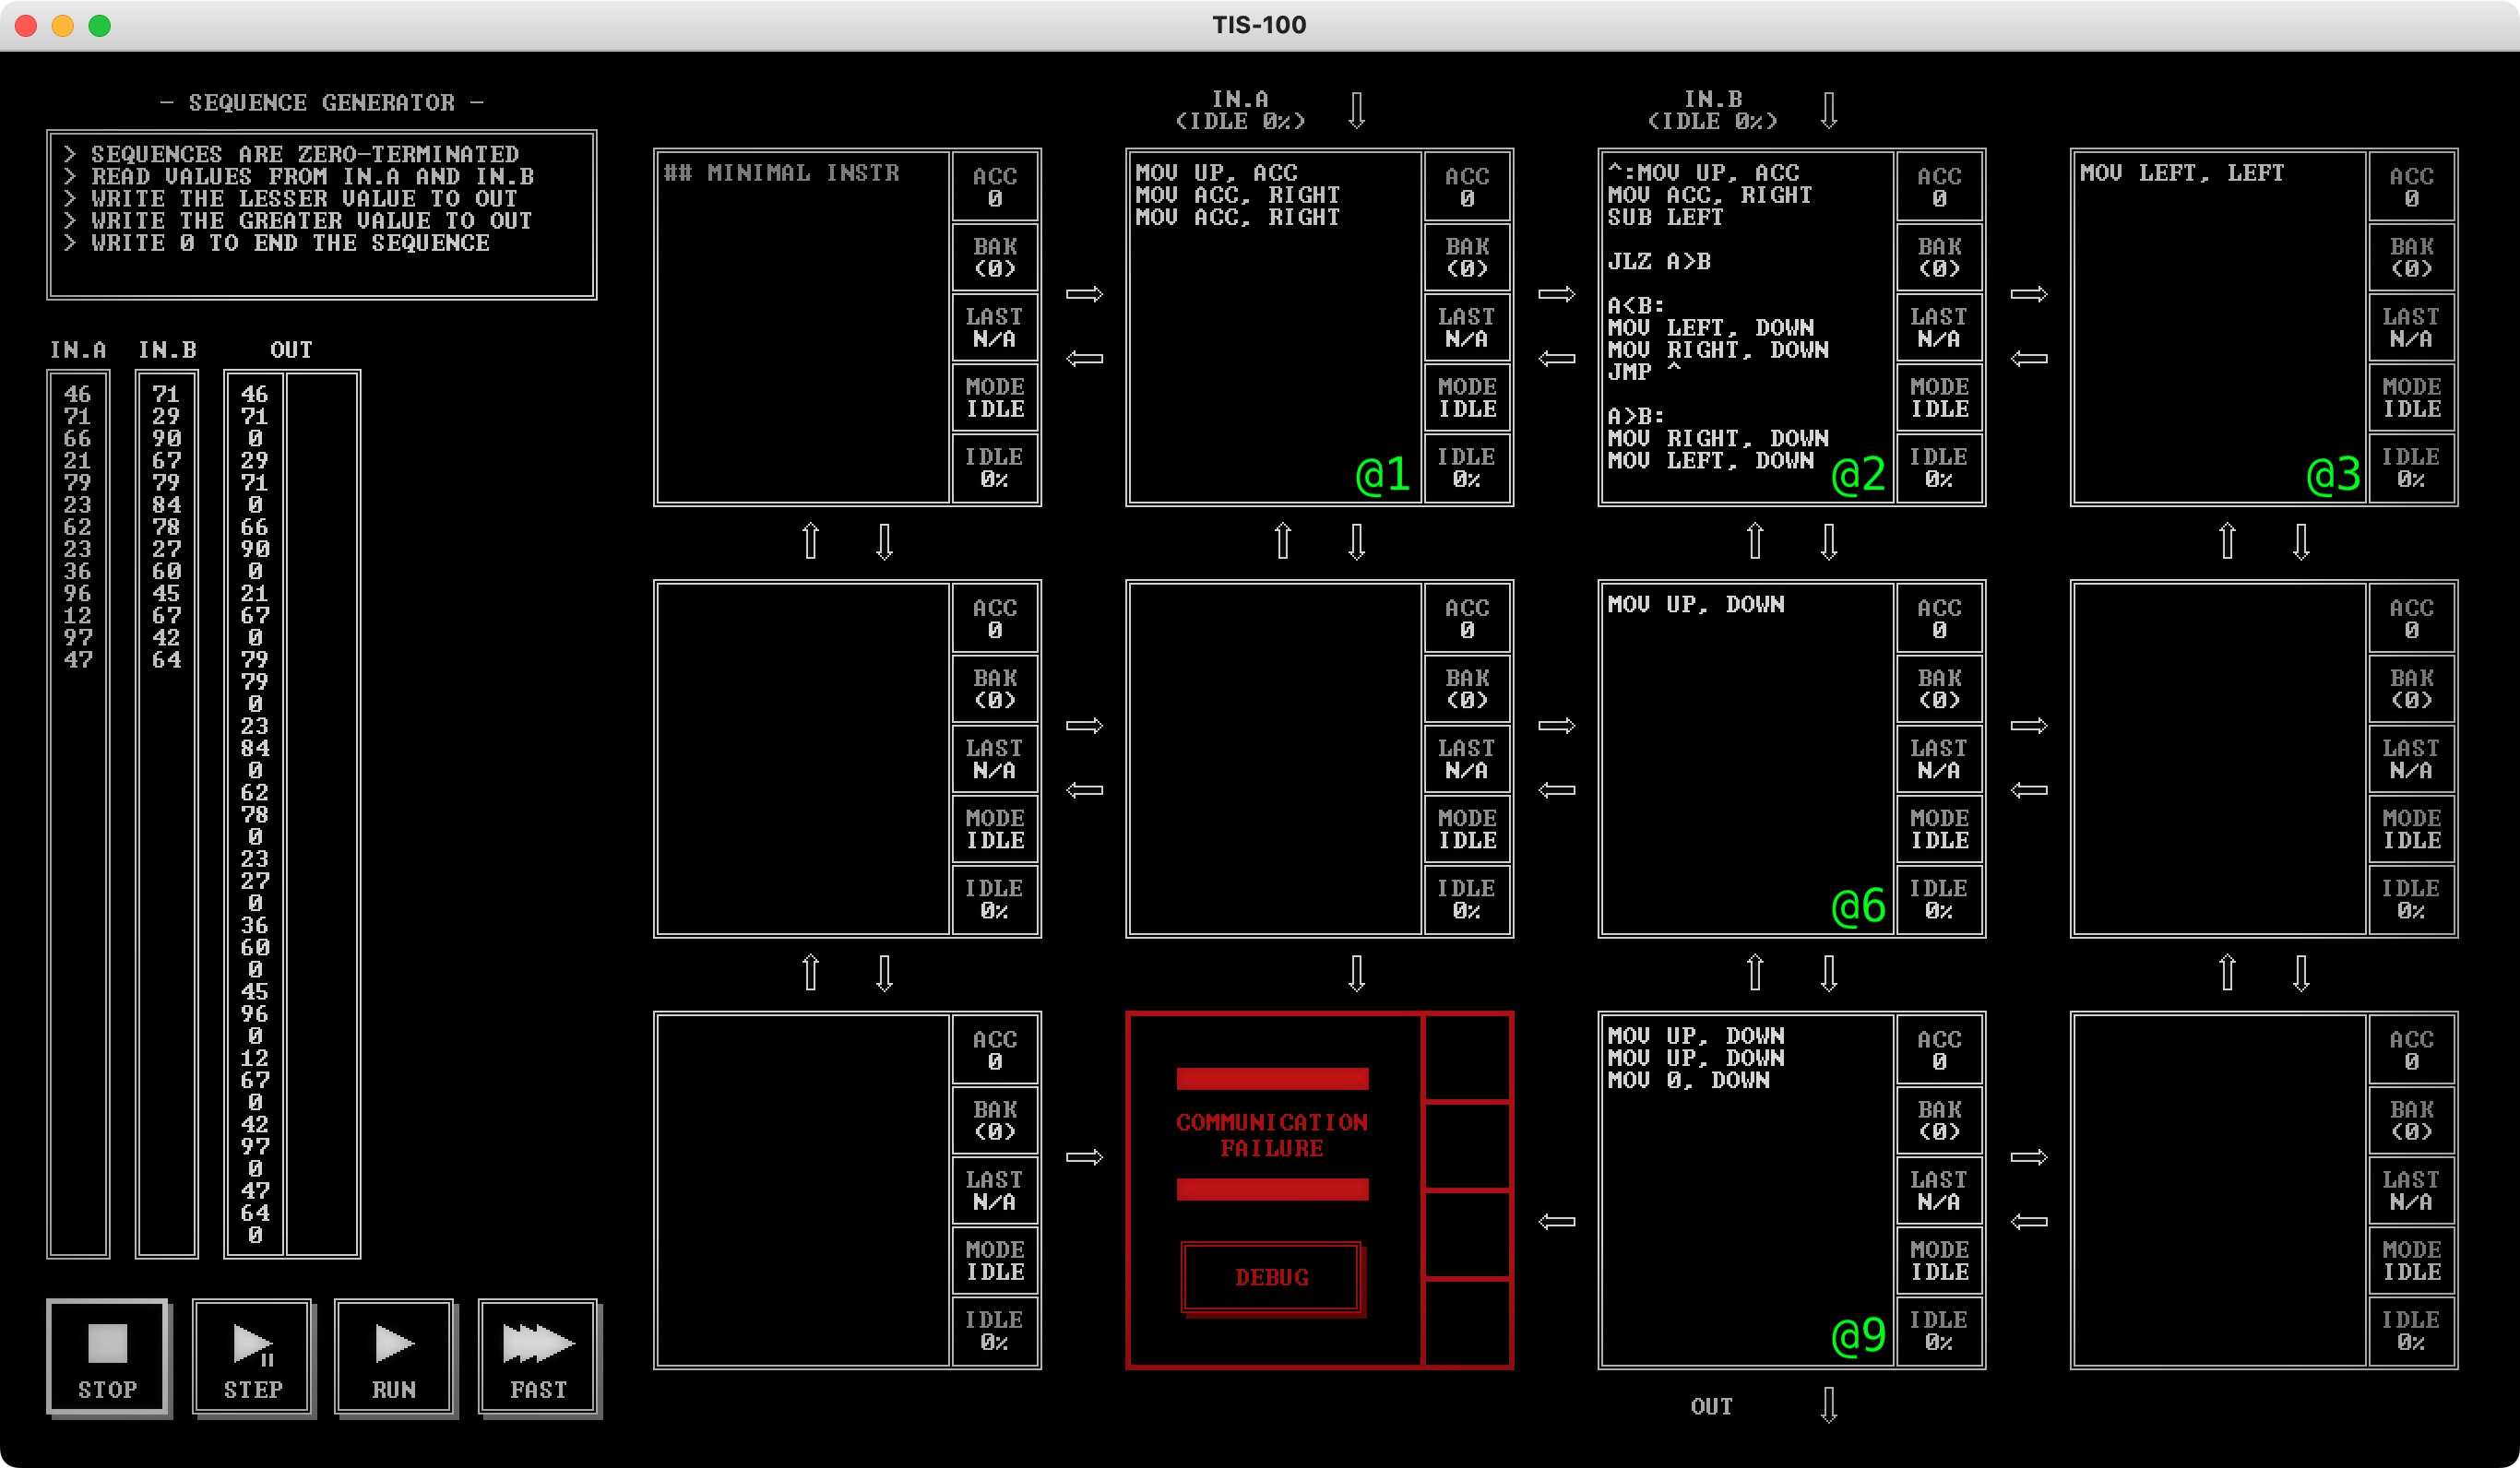 TIS-100
- SEQUENCE GENERATOR -
> SEQUENCES ARE ZERO-TERMINATED
> READ VALUES FROM IN.A AND IN.B
> WRITE THE LESSER VALUE TO OUT
> WRITE THE GREATER VALUE TO OUT
> WRITE 0 TO END THE SEQUENCE
IN.A IN.B OUT
46 71 46
71 29 71
66 90 0
21 67 29
79 79 71
23 84 0
62 78 66
23 27 90
36 60 0
96 45 21
12 67 67
97 42 0
47 64 79
79
0
23
84
0
62
78
0
23
27
0
36
60
0
45
96
0
12
67
0
42
97
0
47
64
0
STOP
STEP
RUN
FAST
IN.A
(IDLE 0%)
IN.B
(IDLE 0%)
## MINIMAL INSTR
ACC
0
BAK
(0)
LAST
N/A
MODE
IDLE
IDLE
0%
MOV UP, ACC
MOV ACC, RIGHT
MOV ACC, RIGHT
@1
ACC
0
BAK
(0)
LAST
N/A
MODE
IDLE
IDLE
0%
^:MOV UP, ACC
MOV ACC, RIGHT
SUB LEFT
JLZ A>B
A<B:
MOV LEFT, DOWN
MOV RIGHT, DOWN
JMP ^
A>B:
MOV RIGHT, DOWN
MOV LEFT, DOWN
@2
ACC
0
BAK
(0)
LAST
N/A
MODE
IDLE
IDLE
0%
MOV LEFT, LEFT
@3
ACC
0
BAK
(0)
LAST
N/A
MODE
IDLE
IDLE
0%
ACC
0
BAK
(0)
LAST
N/A
MODE
IDLE
IDLE
0%
ACC
0
BAK
(0)
LAST
N/A
MODE
IDLE
IDLE
0%
MOV UP, DOWN
@6
ACC
0
BAK
(0)
LAST
N/A
MODE
IDLE
IDLE
0%
ACC
0
BAK
(0)
LAST
N/A
MODE
IDLE
IDLE
0%
ACC
0
BAK
(0)
LAST
N/A
MODE
IDLE
IDLE
0%
COMMUNICATION
FAILURE
DEBUG
MOV UP, DOWN
MOV UP, DOWN
MOV 0, DOWN
@9
ACC
0
BAK
(0)
LAST
N/A
MODE
IDLE
IDLE
0%
ACC
0
BAK
(0)
LAST
N/A
MODE
IDLE
IDLE
0%
OUT